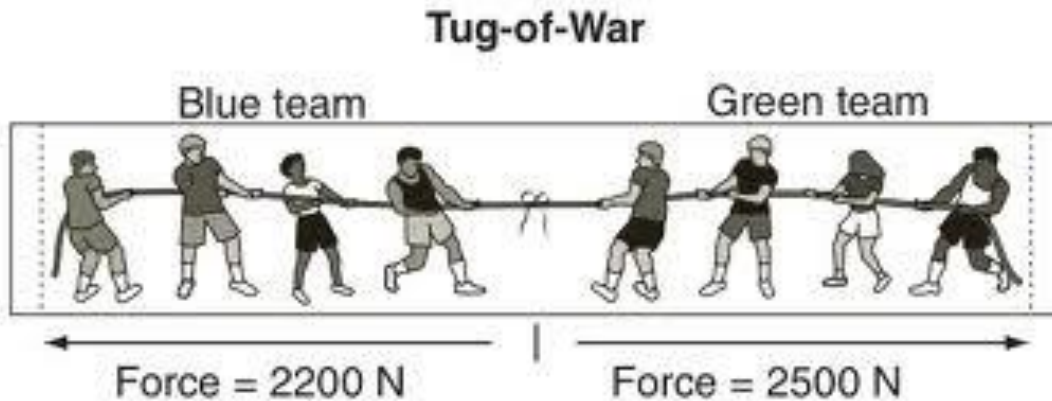 Tug-of-War
Blue team
Green team
Force = 2200 N
Force = 2500 N